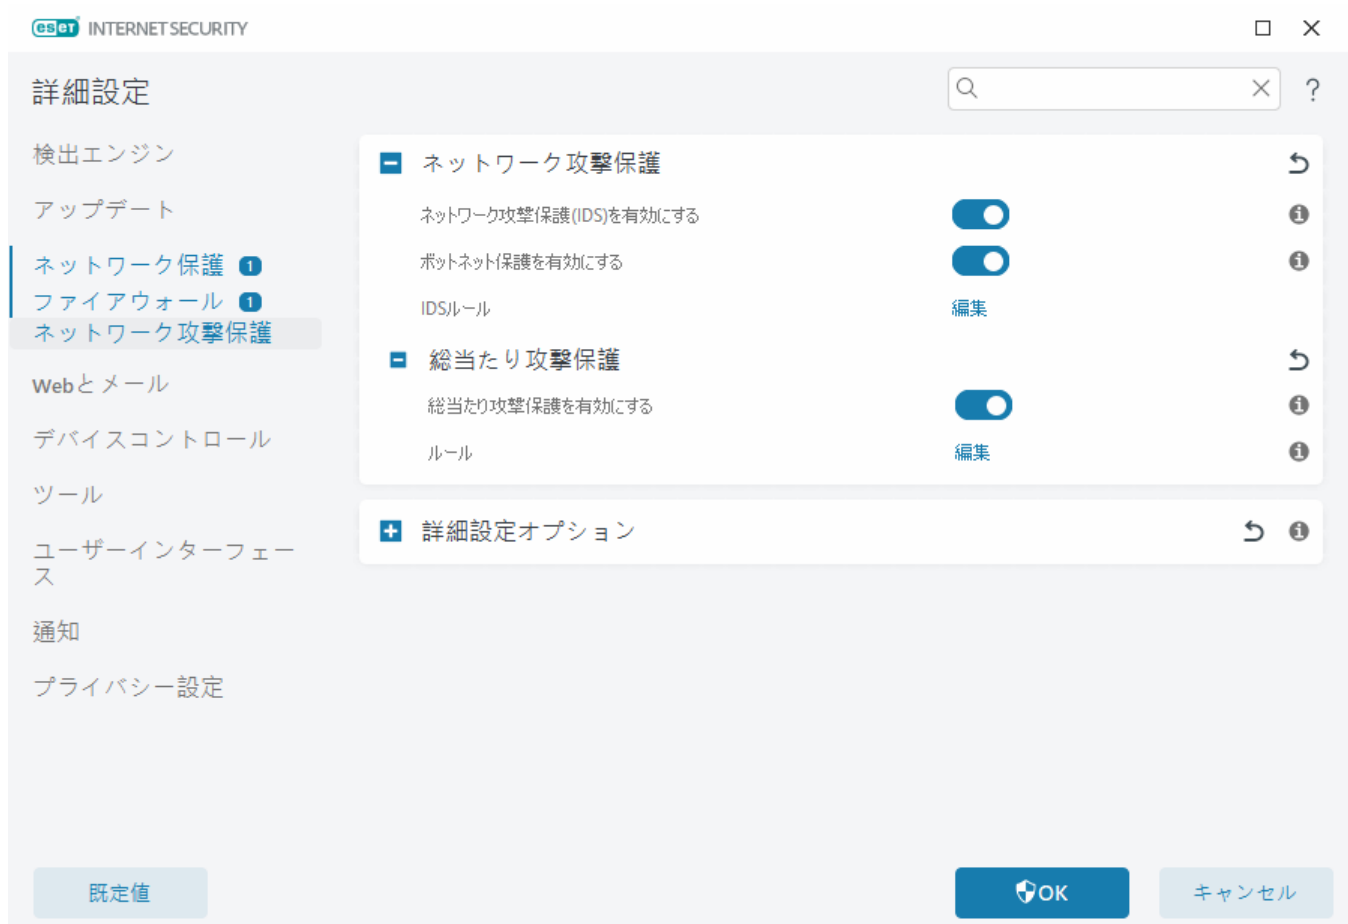 eset INTERNET SECURITY
詳細設定
?
検出エンジン
アップデート
ネットワーク保護 1
ファイアウォール 1
ネットワーク攻撃保護
Webとメール
デバイスコントロール
ツール
ユーザーインターフェー
ス
通知
プライバシー設定
ネットワーク攻撃保護
ネットワーク攻撃保護(IDS)を有効にする
ボットネット保護を有効にする
IDSルール 編集
総当たり攻撃保護
総当たり攻撃保護を有効にする
ルール 編集
詳細設定オプション
既定値
OK
キャンセル